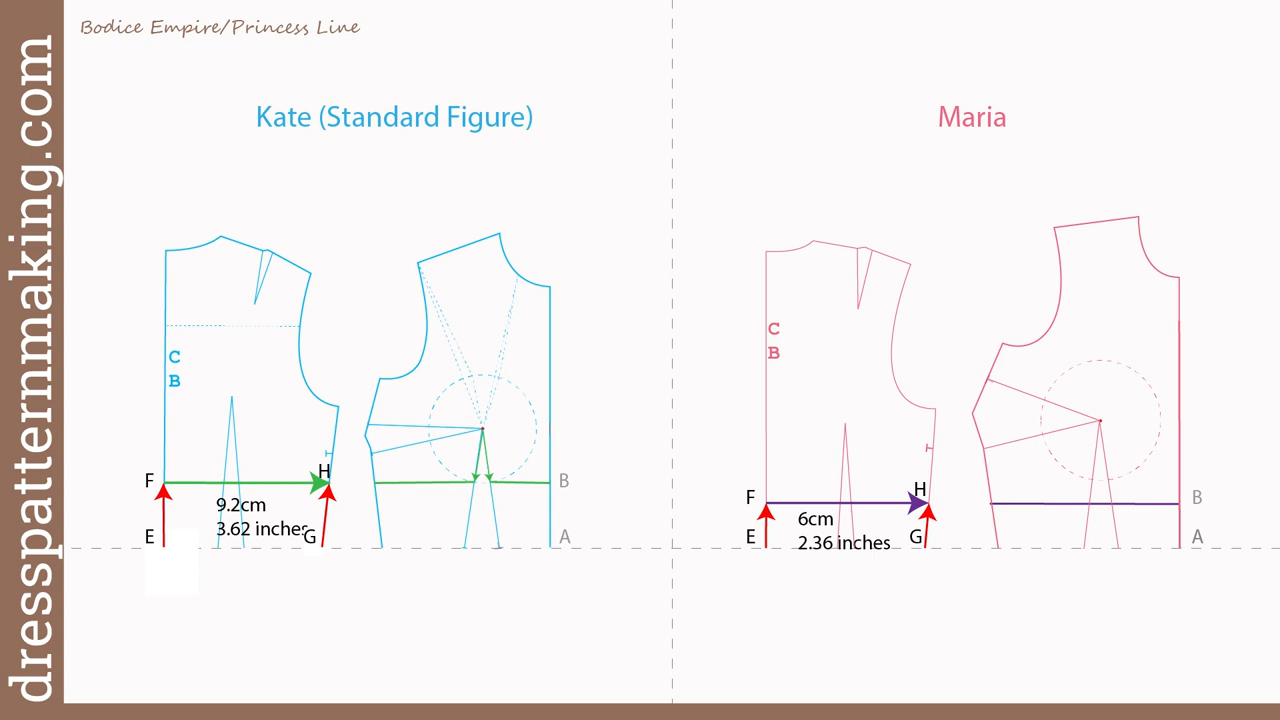 dresspatternmaking.com
Bodice Empire/Princess Line
Kate (Standard Figure)
C
B
F
H
9.2cm
3.62 inches
E
G
B
A
Maria
C
B
F
H
6cm
2.36 inches
E
G
B
A